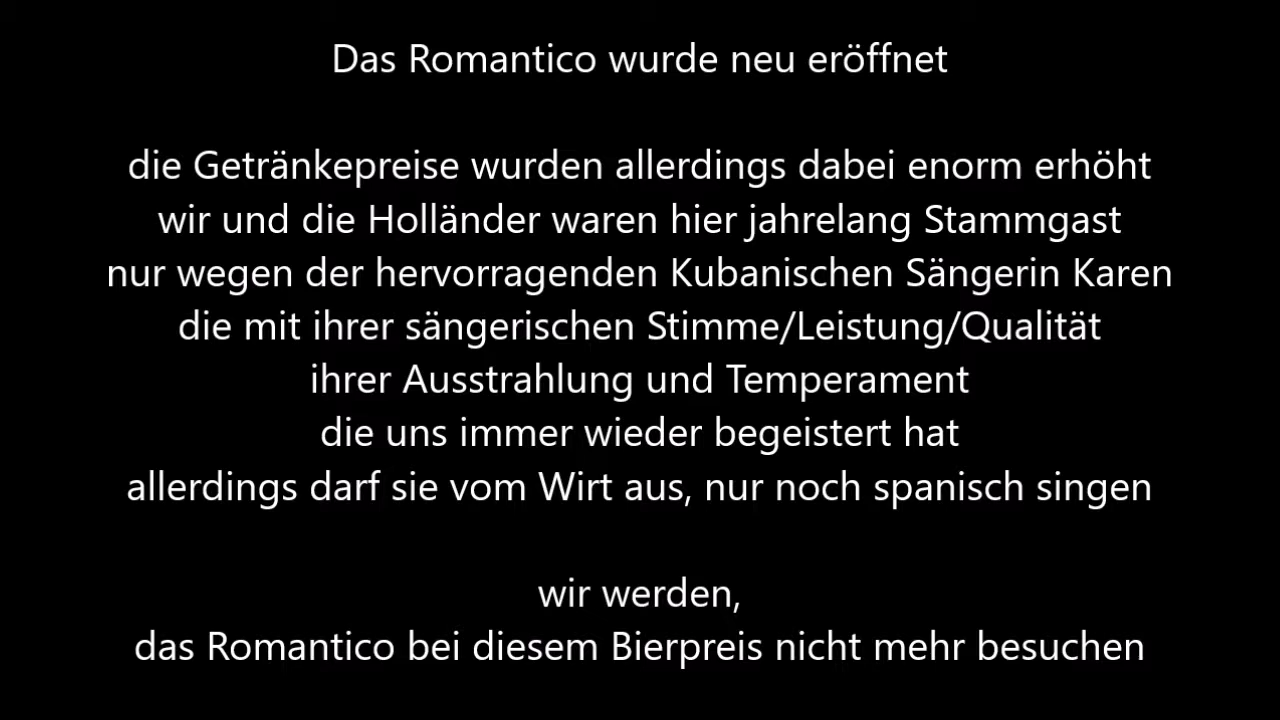 Das Romantico wurde neu eröffnet
die Getränkepreise wurden allerdings dabei enorm erhöht
wir und die Holländer waren hier jahrelang Stammgast
nur wegen der hervorragenden Kubanischen Sängerin Karen
die mit ihrer sängerischen Stimme/Leistung/Qualität
ihrer Ausstrahlung und Temperament
die uns immer wieder begeistert hat
allerdings darf sie vom Wirt aus, nur noch spanisch singen
wir werden,
das Romantico bei diesem Bierpreis nicht mehr besuchen